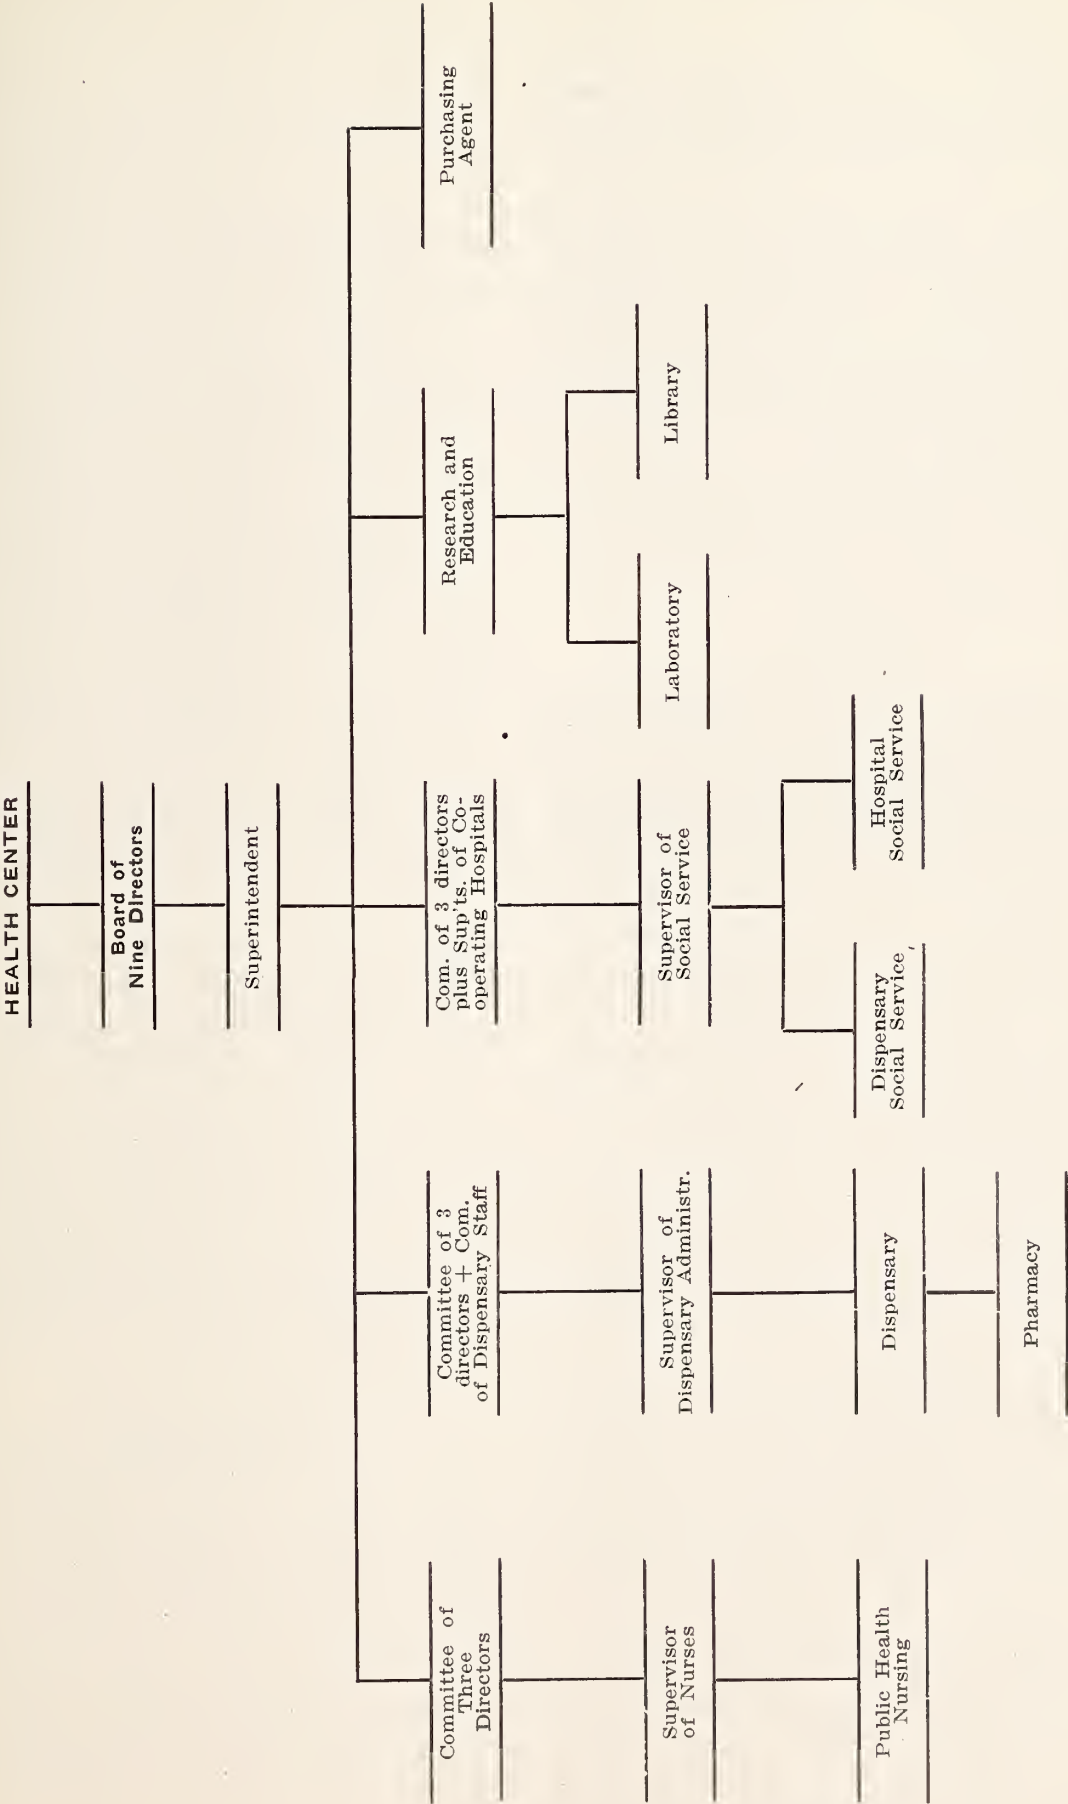 HEALTH CENTER
Board of
Nine DIrectors
Superintendent
Committee of
Three
Directors
Committee of 3
directors + Com.
of Dispensary Staff
Com. of 3 directors
plus Sup'ts. of Co-
operating Hospitals
Research and
Education
Purchasing
Agent
Supervisor
of Nurses
Supervisor of
Dispensary Administr.
Supervisor of
Social Service
Laboratory
Library
Public Health
Nursing
Dispensary
Dispensary
Social Service
Hospital
Social Service
Pharmacy